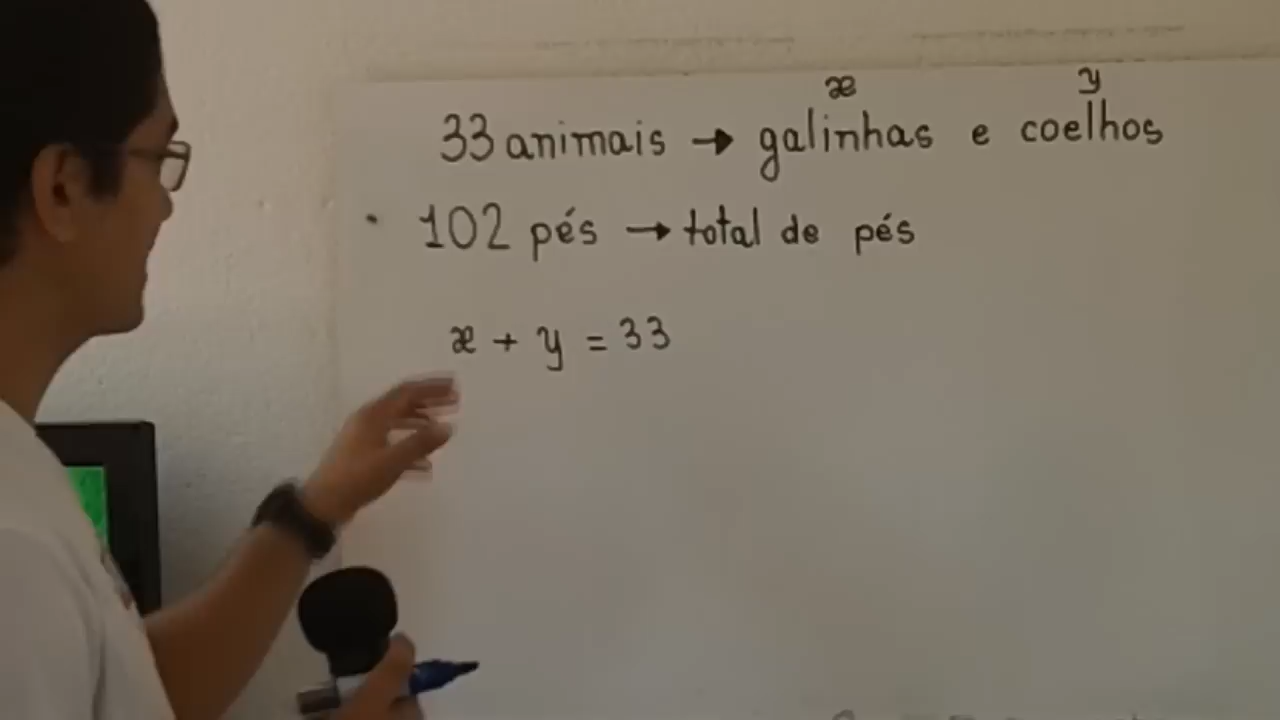 x y
33 animais → galinhas e coelhos
102 pés → total de pés
x + y = 33